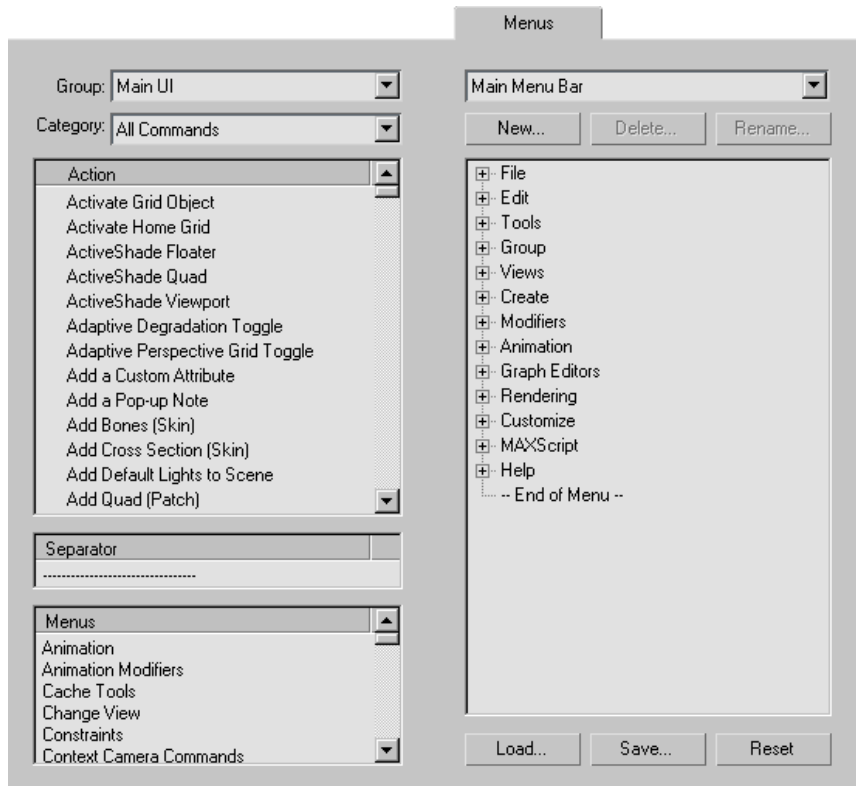 Menus
Group: Main UI
Category: All Commands
Action
Activate Grid Object
Activate Home Grid
ActiveShade Floater
ActiveShade Quad
ActiveShade Viewport
Adaptive Degradation Toggle
Adaptive Perspective Grid Toggle
Add a Custom Attribute
Add a Pop-up Note
Add Bones (Skin)
Add Cross Section (Skin)
Add Default Lights to Scene
Add Quad (Patch)
Separator
---------------------------------
Menus
Animation
Animation Modifiers
Cache Tools
Change View
Constraints
Context Camera Commands
Main Menu Bar
New... Delete... Rename...
File
Edit
Tools
Group
Views
Create
Modifiers
Animation
Graph Editors
Rendering
Customize
MAXScript
Help
-- End of Menu --
Load... Save... Reset